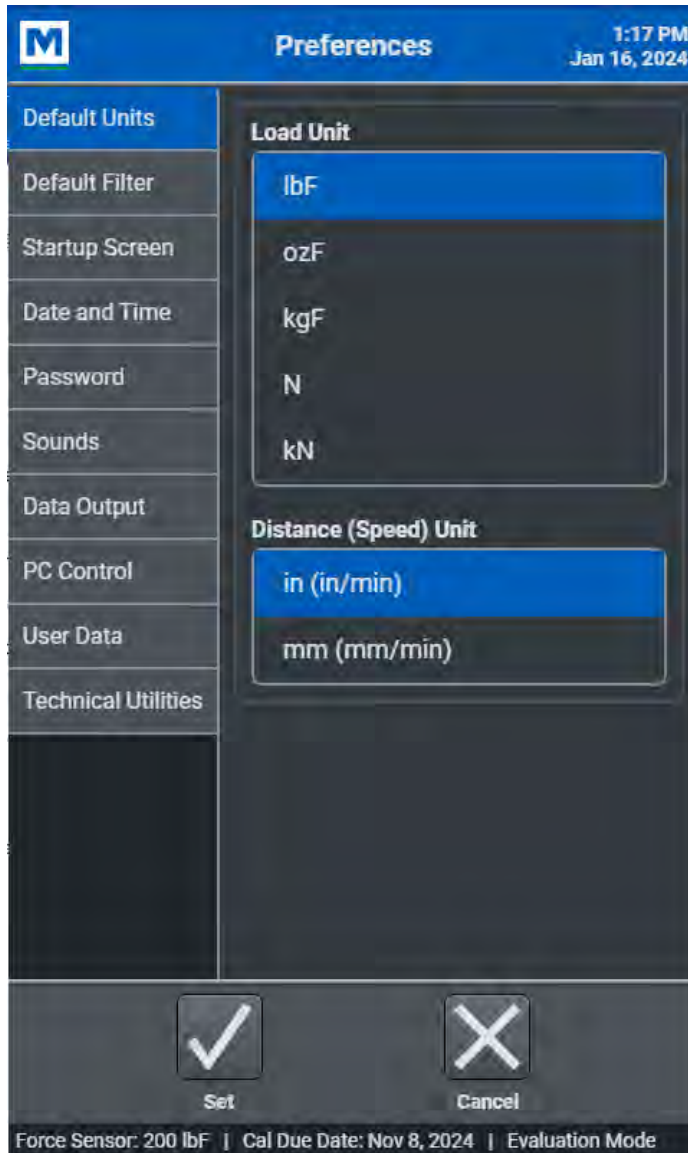 M
Preferences
1:17 PM
Jan 16, 2024
Default Units
Default Filter
Startup Screen
Date and Time
Password
Sounds
Data Output
PC Control
User Data
Technical Utilities
Load Unit
lbF
ozF
kgF
N
kN
Distance (Speed) Unit
in (in/min)
mm (mm/min)
Set
Cancel
Force Sensor: 200 lbF | Cal Due Date: Nov 8, 2024 | Evaluation Mode